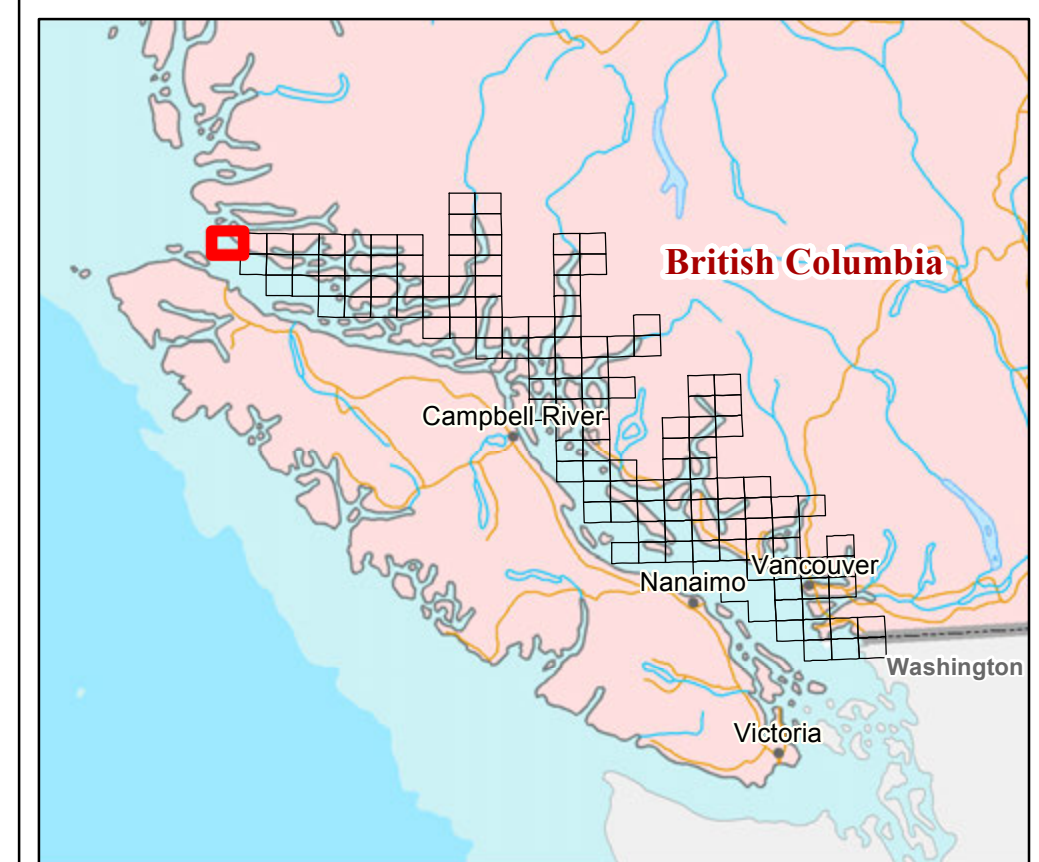 British Columbia
Campbell River
Vancouver
Nanaimo
Washington
Victoria